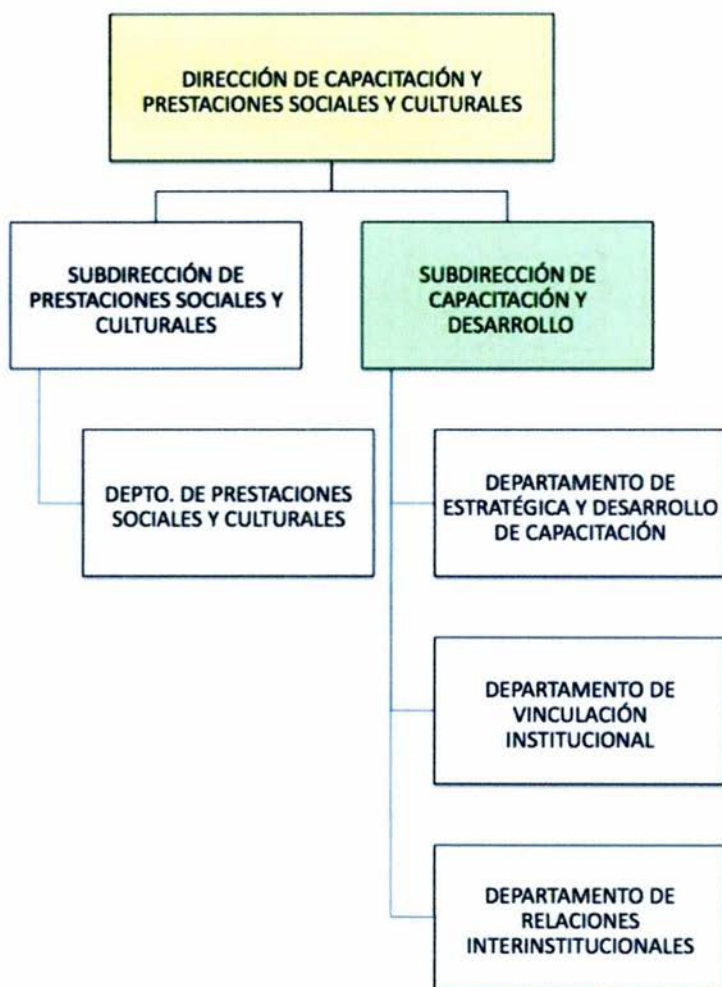 DIRECCIÓN DE CAPACITACIÓN Y
PRESTACIONES SOCIALES Y CULTURALES
SUBDIRECCIÓN DE
PRESTACIONES SOCIALES Y
CULTURALES
SUBDIRECCIÓN DE
CAPACITACIÓN Y
DESARROLLO
DEPTO. DE PRESTACIONES
SOCIALES Y CULTURALES
DEPARTAMENTO DE
ESTRATÉGICA Y DESARROLLO
DE CAPACITACIÓN
DEPARTAMENTO DE
VINCULACIÓN
INSTITUCIONAL
DEPARTAMENTO DE
RELACIONES
INTERINSTITUCIONALES